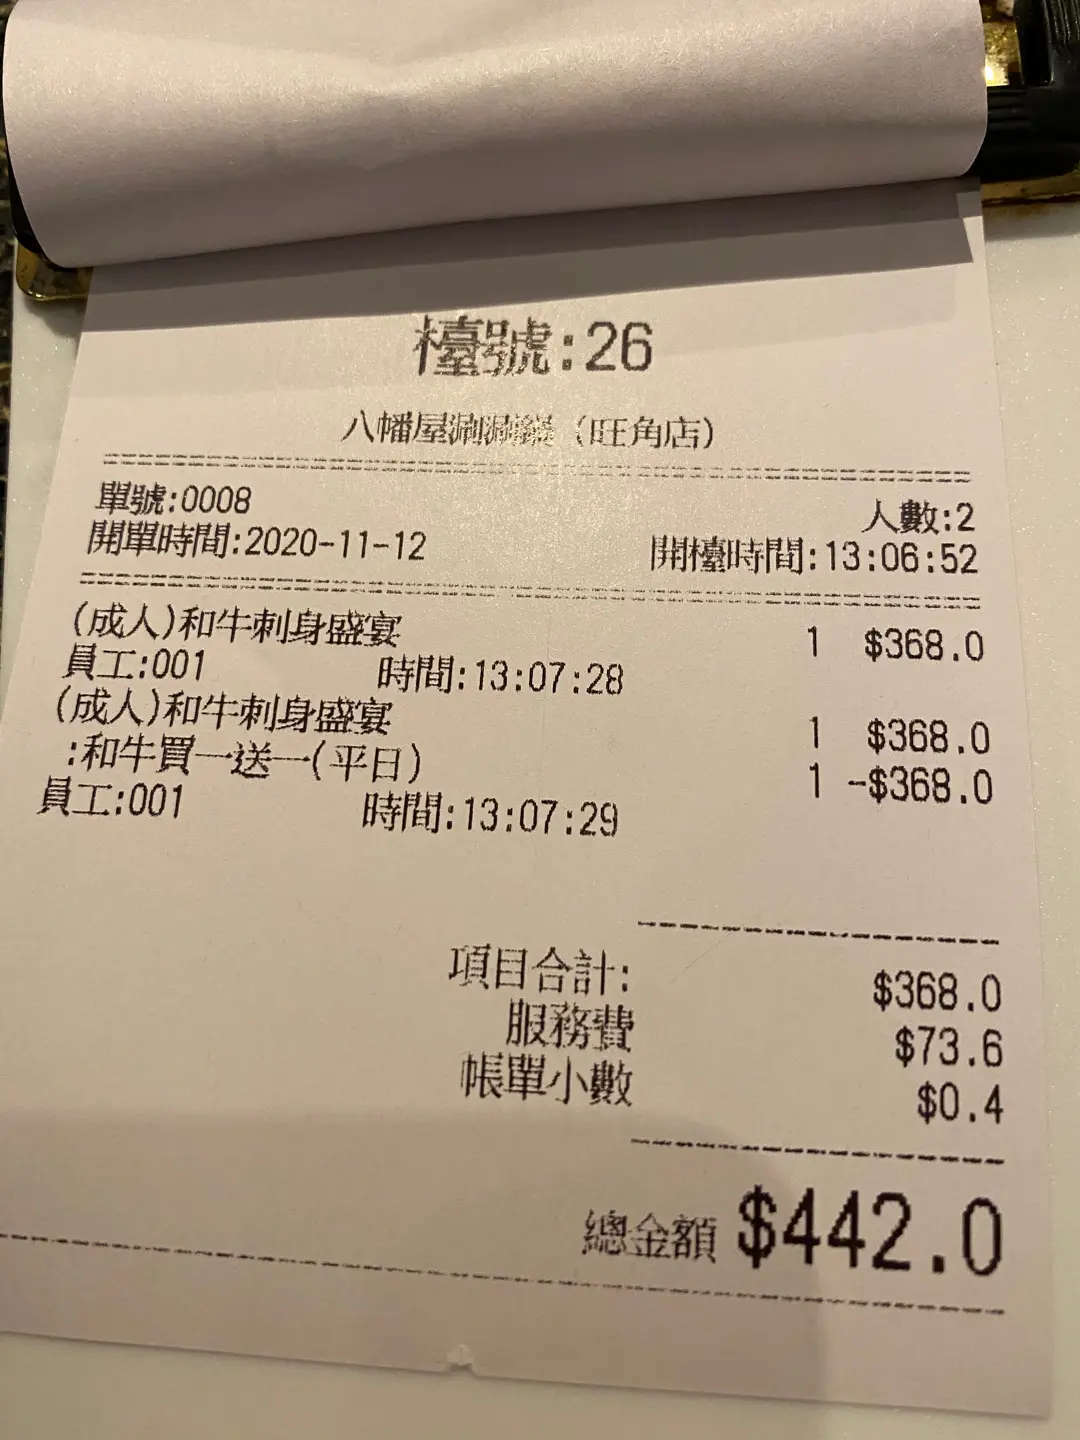 檯號:26
八幡屋涮涮鍋（旺角店）
單號:0008 人數:2
開單時間:2020-11-12 開檯時間:13:06:52
(成人)和牛刺身盛宴 1 $368.0
員工:001 時間:13:07:28
(成人)和牛刺身盛宴 1 $368.0
:和牛買一送一(平日) 1 -$368.0
員工:001 時間:13:07:29
項目合計: $368.0
服務費 $73.6
帳單小數 $0.4
總金額 $442.0